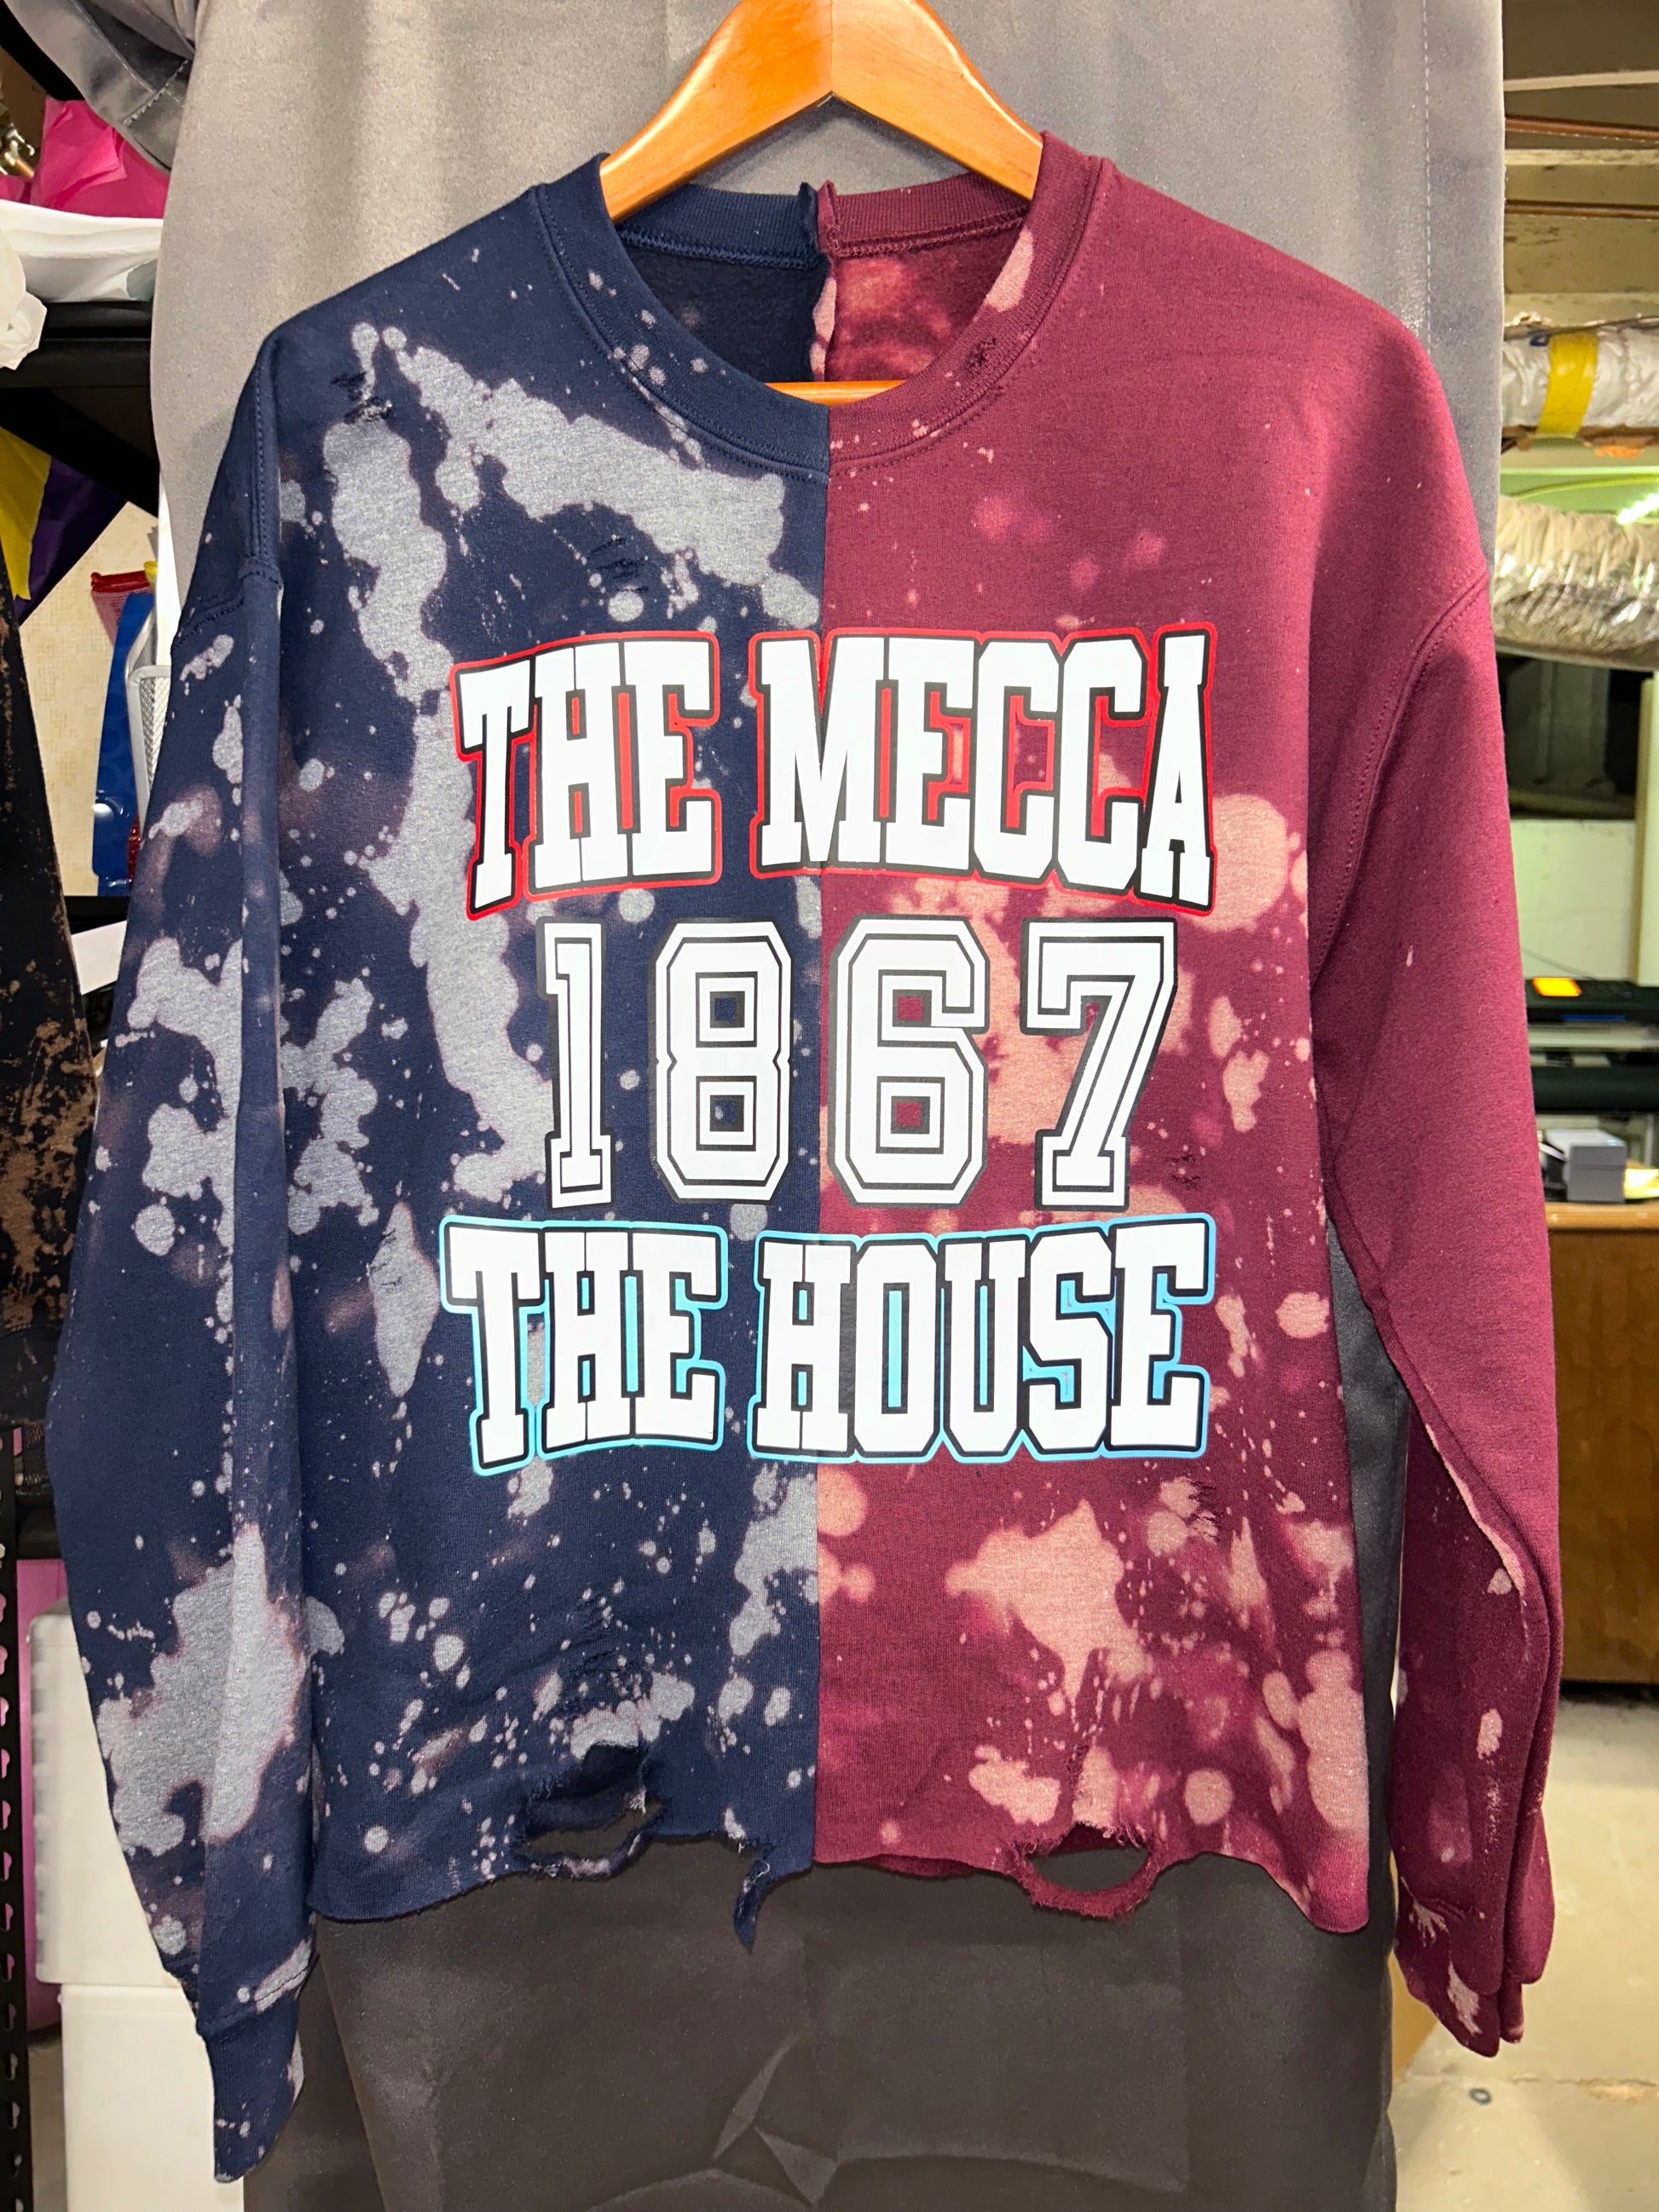 THE MECCA
1867
THE HOUSE